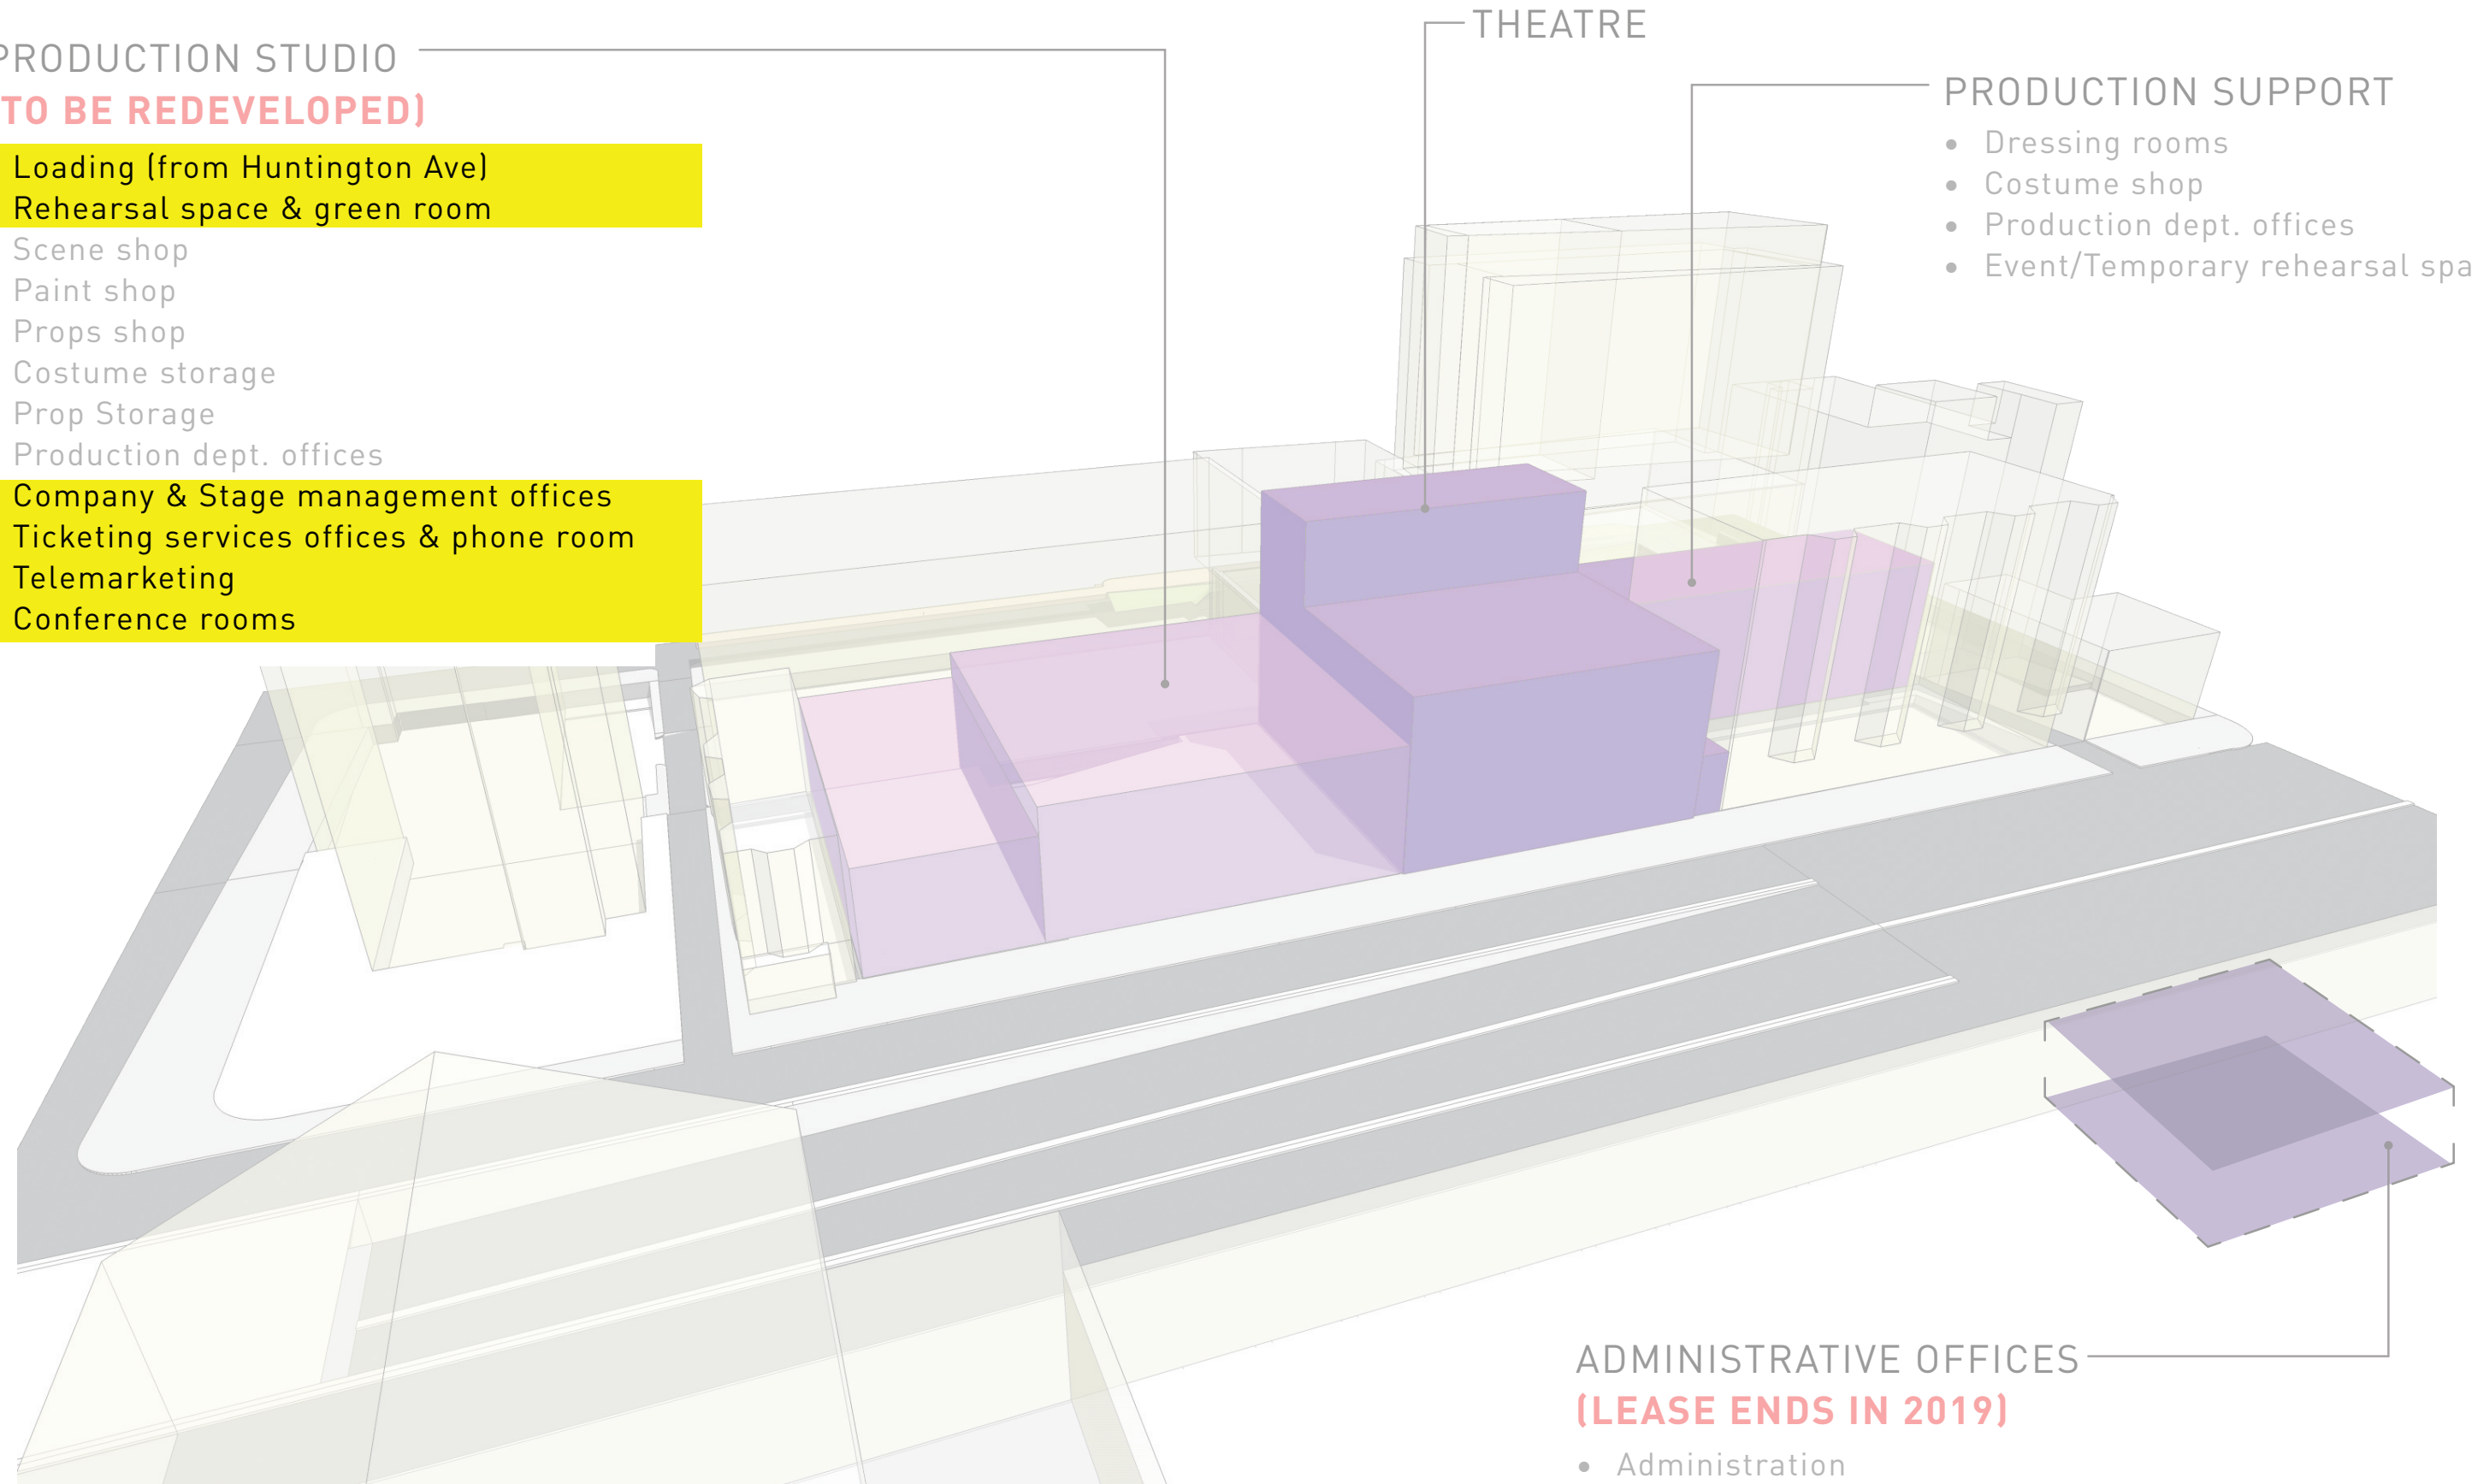 PRODUCTION STUDIO
TO BE REDEVELOPED)
Loading (from Huntington Ave)
Rehearsal space & green room
Scene shop
Paint shop
Props shop
Costume storage
Prop Storage
Production dept. offices
Company & Stage management offices
Ticketing services offices & phone room
Telemarketing
Conference rooms
THEATRE
PRODUCTION SUPPORT
• Dressing rooms
• Costume shop
• Production dept. offices
• Event/Temporary rehearsal spa
ADMINISTRATIVE OFFICES
(LEASE ENDS IN 2019)
• Administration